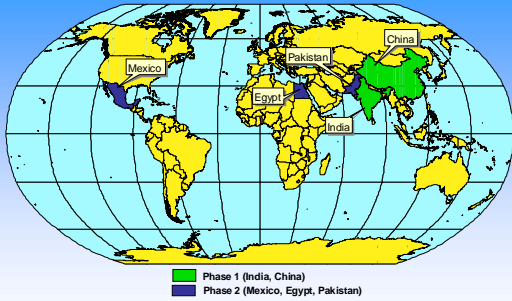 China
Pakistan
Mexico
Egypt
India
Phase 1 (India, China)
Phase 2 (Mexico, Egypt, Pakistan)